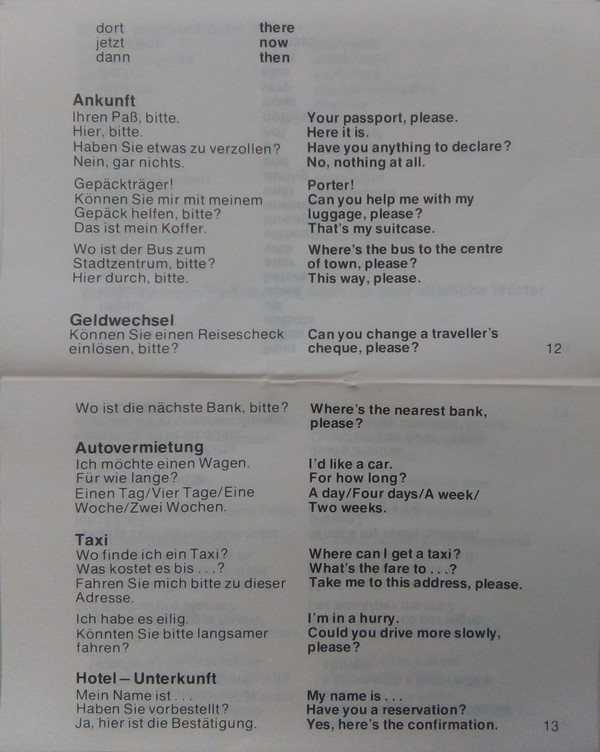 dort there
jetzt now
dann then
Ankunft
Ihren Paß, bitte. Your passport, please.
Hier, bitte. Here it is.
Haben Sie etwas zu verzollen? Have you anything to declare?
Nein, gar nichts. No, nothing at all.
Gepäckträger! Porter!
Können Sie mir mit meinem Can you help me with my
Gepäck helfen, bitte? luggage, please?
Das ist mein Koffer. That's my suitcase.
Wo ist der Bus zum Where's the bus to the centre
Stadtzentrum, bitte? of town, please?
Hier durch, bitte. This way, please.
Geldwechsel
Können Sie einen Reisescheck Can you change a traveller's
einlösen, bitte? cheque, please? 12
Wo ist die nächste Bank, bitte? Where's the nearest bank,
please?
Autovermietung
Ich möchte einen Wagen. I'd like a car.
Für wie lange? For how long?
Einen Tag/Vier Tage/Eine A day/Four days/A week/
Woche/Zwei Wochen. Two weeks.
Taxi
Wo finde ich ein Taxi? Where can I get a taxi?
Was kostet es bis . . .? What's the fare to . . .?
Fahren Sie mich bitte zu dieser Take me to this address, please.
Adresse.
Ich habe es eilig. I'm in a hurry.
Könnten Sie bitte langsamer Could you drive more slowly,
fahren? please?
Hotel – Unterkunft
Mein Name ist . . . My name is . . .
Haben Sie vorbestellt? Have you a reservation?
Ja, hier ist die Bestätigung. Yes, here's the confirmation. 13